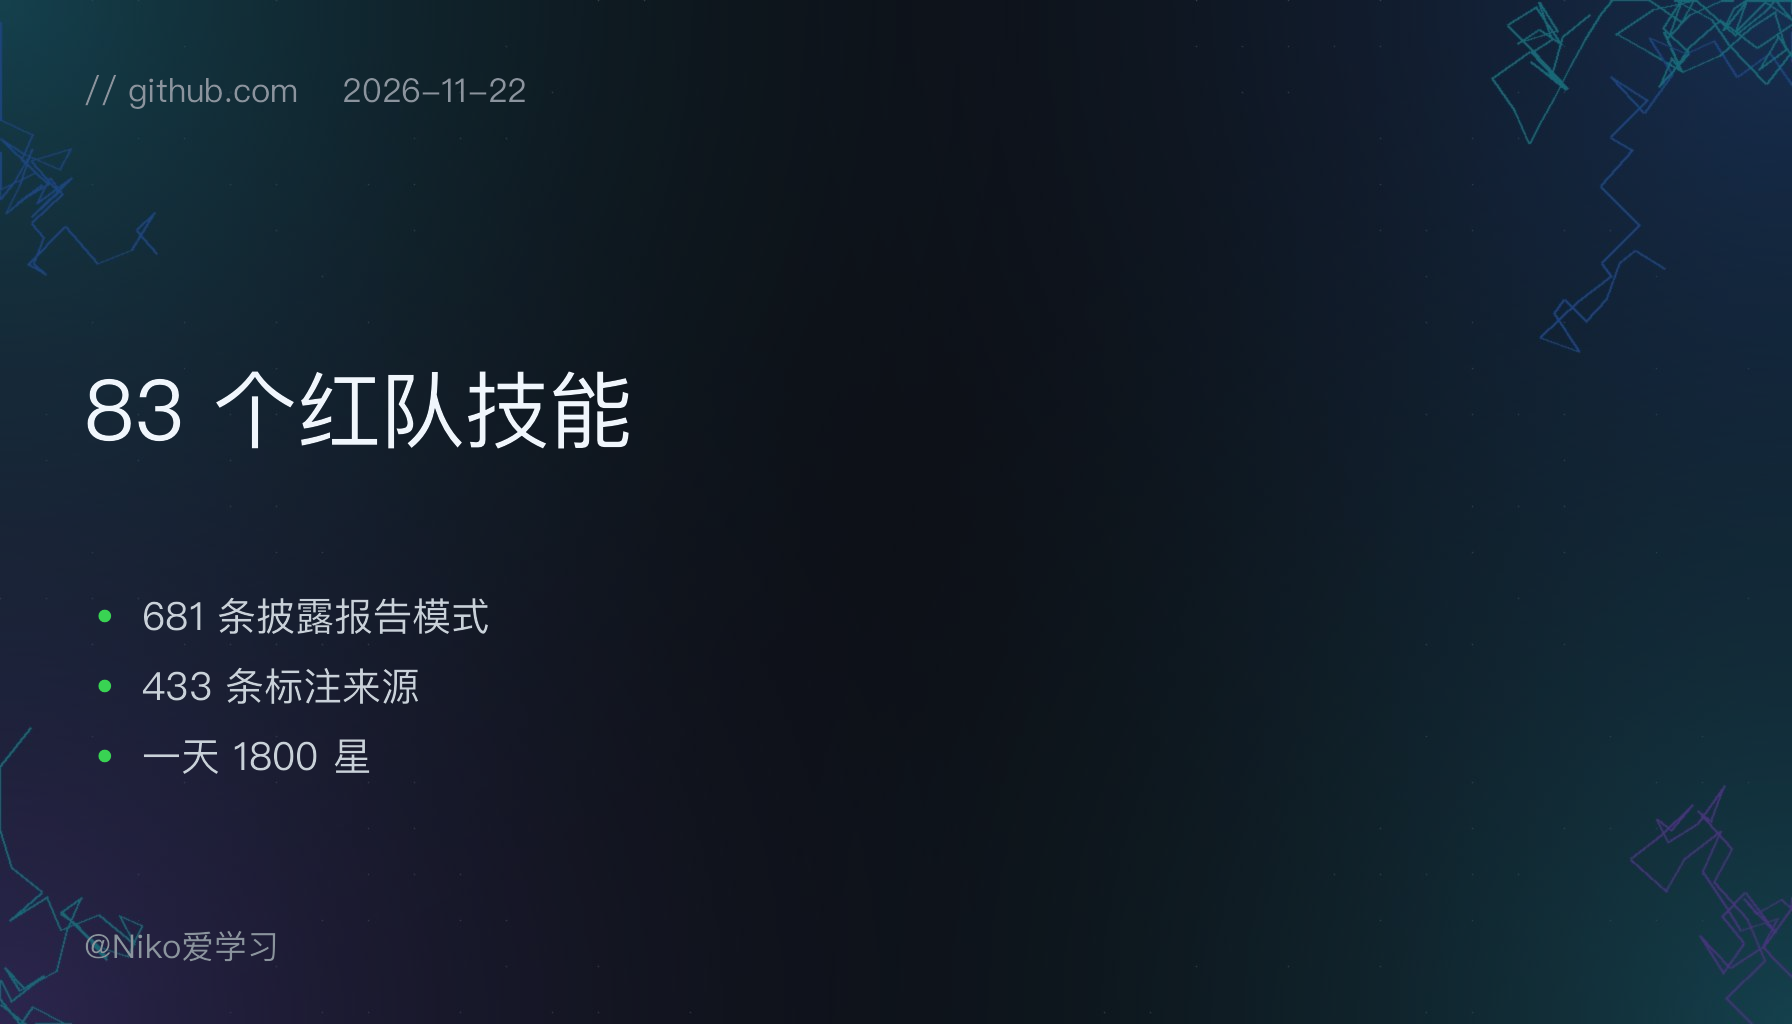 // github.com 2026-11-22
83 个红队技能
• 681 条披露报告模式
• 433 条标注来源
• 一天 1800 星
@Niko爱学习